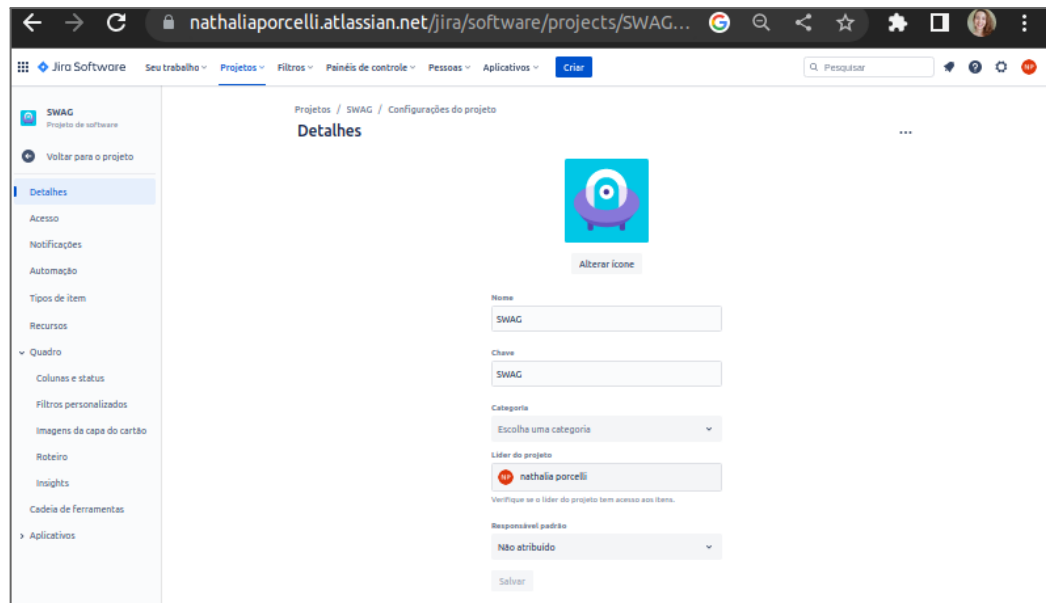 nathaliaporcelli.atlassian.net/jira/software/projects/SWAG...
Jira Software Seu trabalho Projetos Filtros Painéis de controle Pessoas Aplicativos Criar Pesquisar NP
SWAG
Projeto de software
Voltar para o projeto
Detalhes
Acesso
Notificações
Automação
Tipos de item
Recursos
Quadro
Colunas e status
Filtros personalizados
Imagens da capa do cartão
Roteiro
Insights
Cadeia de ferramentas
Aplicativos
Projetos / SWAG / Configurações do projeto
Detalhes
Alterar ícone
Nome
SWAG
Chave
SWAG
Categoria
Escolha uma categoria
Líder do projeto
NP nathalia porcelli
Verifique se o líder do projeto tem acesso aos itens.
Responsável padrão
Não atribuído
Salvar